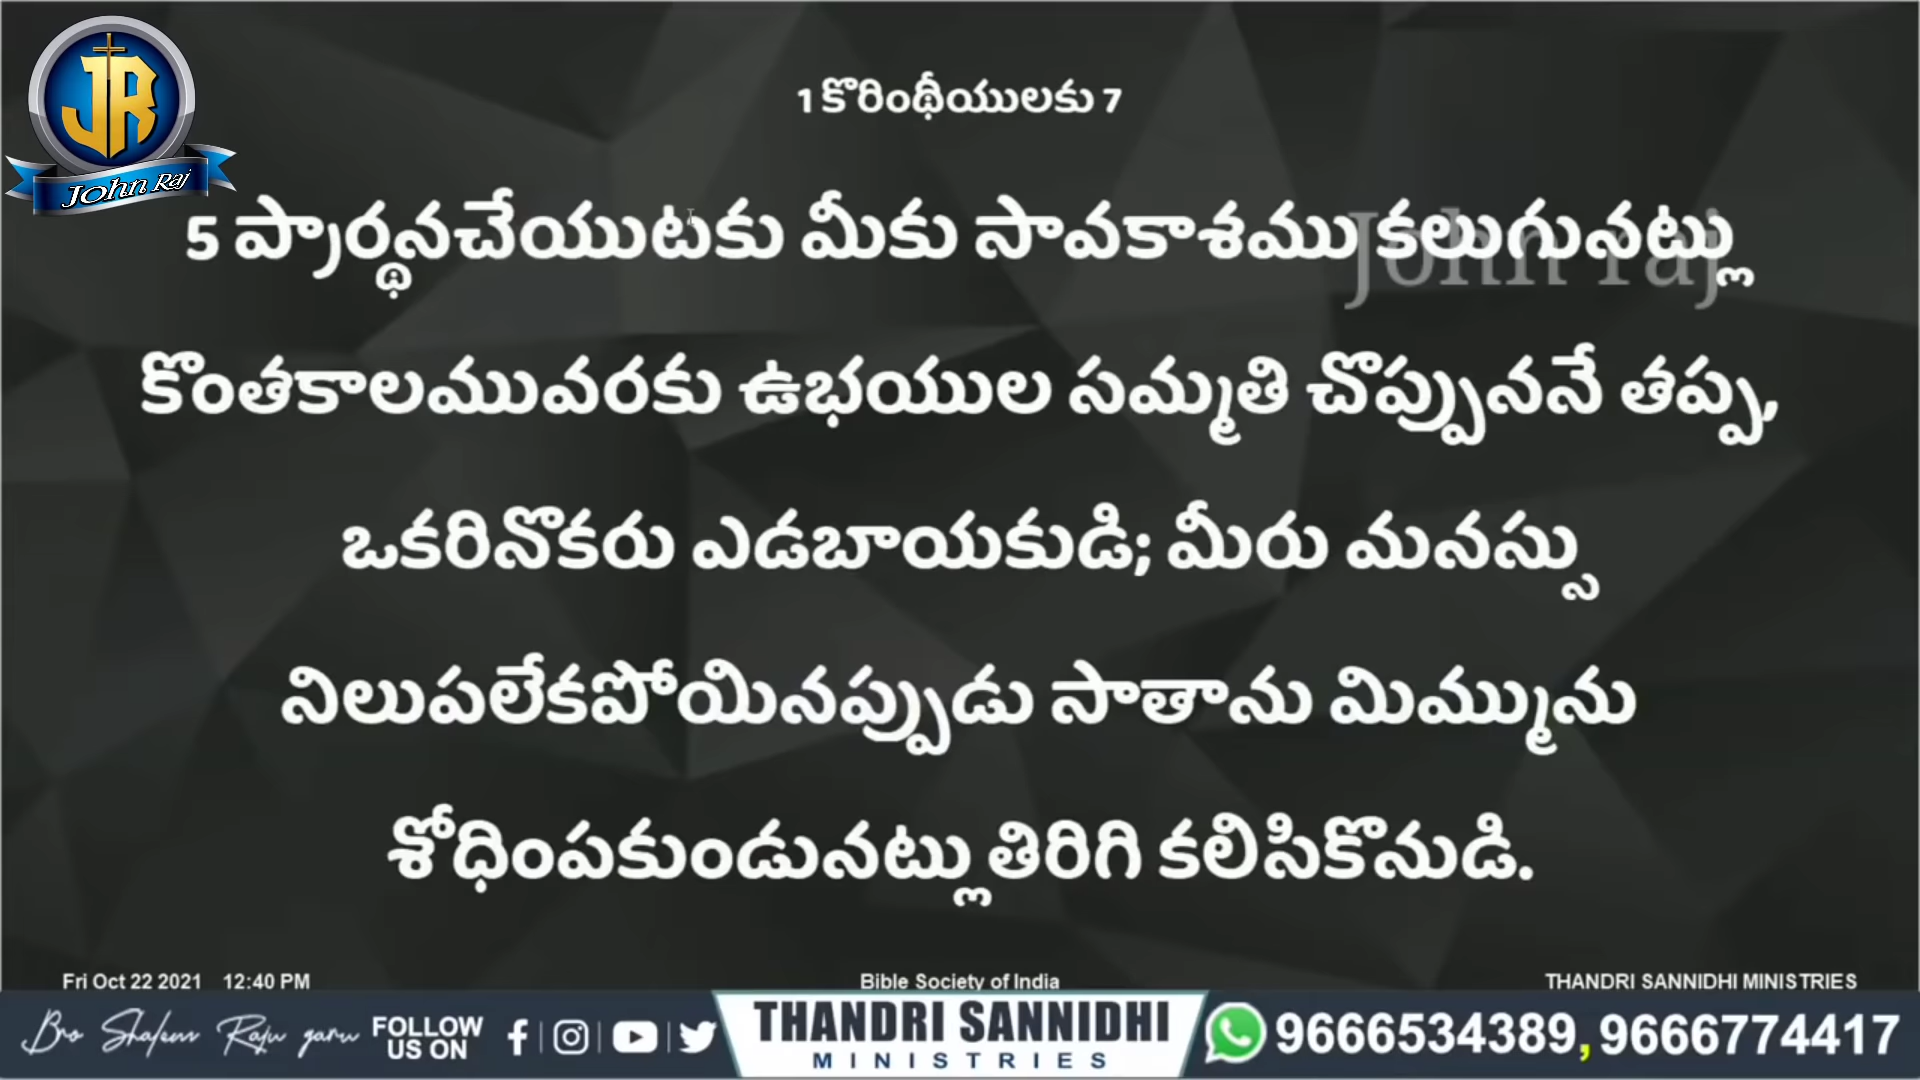 JR
John Raj
1 కొరింథీయులకు 7
John raj
5 ప్రార్థనచేయుటకు మీకు సావకాశము కలుగునట్లు
కొంతకాలమువరకు ఉభయుల సమ్మతి చొప్పుననే తప్ప,
ఒకరినొకరు ఎడబాయకుడి; మీరు మనస్సు
నిలుపలేకపోయినప్పుడు సాతాను మిమ్మును
శోధింపకుండునట్లు తిరిగి కలిసికొనుడి.
Fri Oct 22 2021 12:40 PM
Bible Society of India
THANDRI SANNIDHI MINISTRIES
Bro Shalem Raju garu
FOLLOW
US ON
THANDRI SANNIDHI
MINISTRIES
9666534389, 9666774417